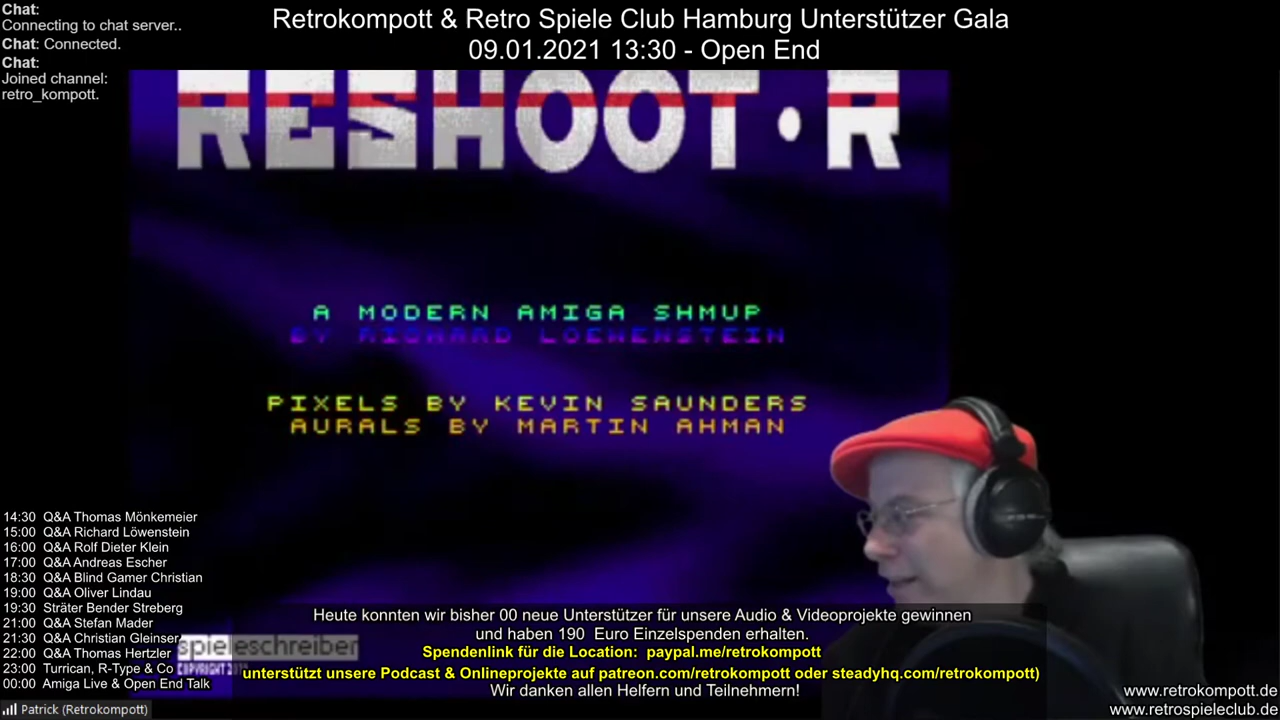 Chat:
Connecting to chat server..
Chat: Connected.
Chat:
Joined channel:
retro_kompott.
Retrokompott & Retro Spiele Club Hamburg Unterstützer Gala
09.01.2021 13:30 - Open End
RESHOOT·R
A MODERN AMIGA SHMUP
BY RICHARD LOEWENSTEIN
PIXELS BY KEVIN SAUNDERS
AURALS BY MARTIN AHMAN
14:30 Q&A Thomas Mönkemeier
15:00 Q&A Richard Löwenstein
16:00 Q&A Rolf Dieter Klein
17:00 Q&A Andreas Escher
18:30 Q&A Blind Gamer Christian
19:00 Q&A Oliver Lindau
19:30 Sträter Bender Streberg
21:00 Q&A Stefan Mader
21:30 Q&A Christian Gleinser
22:00 Q&A Thomas Hertzler
23:00 Turrican, R-Type & Co
00:00 Amiga Live & Open End Talk
spieleschreiber
COPYRIGHT
Heute konnten wir bisher 00 neue Unterstützer für unsere Audio & Videoprojekte gewinnen
und haben 190 Euro Einzelspenden erhalten.
Spendenlink für die Location: paypal.me/retrokompott
unterstützt unsere Podcast & Onlineprojekte auf patreon.com/retrokompott oder steadyhq.com/retrokompott)
Wir danken allen Helfern und Teilnehmern!
Patrick (Retrokompott)
www.retrokompott.de
www.retrospieleclub.de